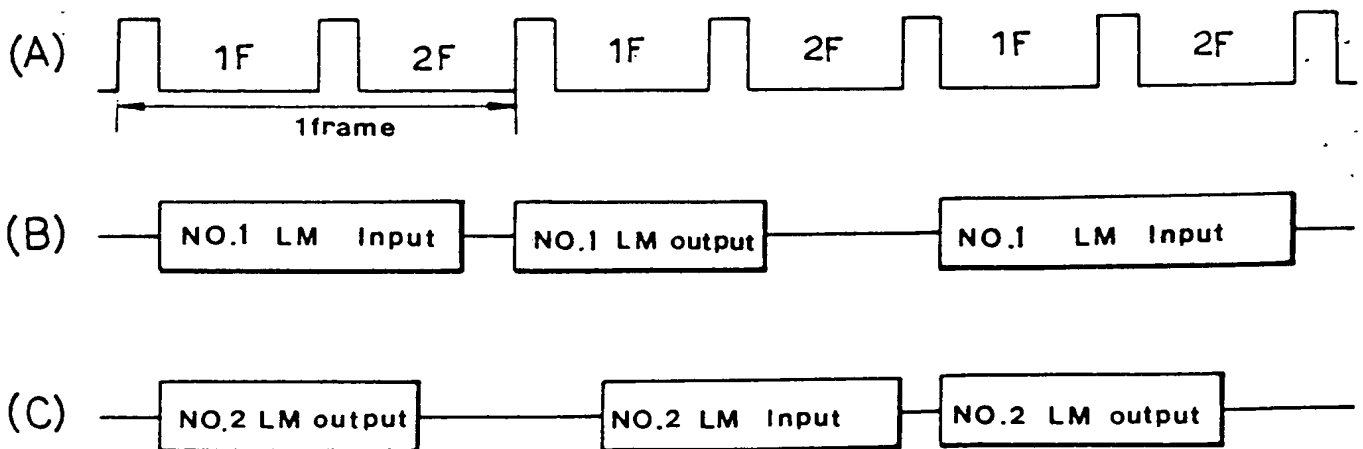 (A) 1F 2F 1F 2F 1F 2F
1frame
(B) NO.1 LM Input NO.1 LM output NO.1 LM Input
(C) NO.2 LM output NO.2 LM Input NO.2 LM output